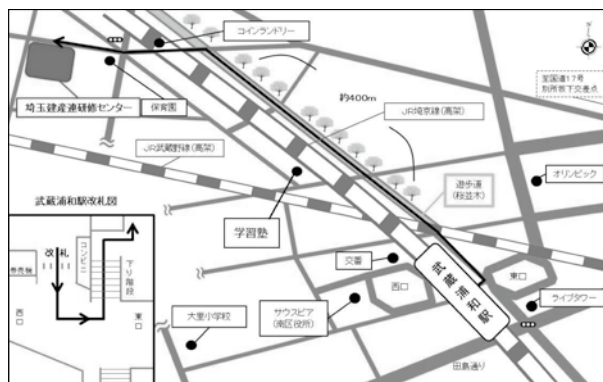 コインランドリー
至国道17号
別所坂下交差点
埼玉建産連研修センター
保育園
約400m
JR埼京線(高架)
JR武蔵野線(高架)
オリンピック
遊歩道
(桜並木)
武蔵浦和駅改札図
学習塾
改札
コンビニ
券売機
下り階段
西口
東口
交番
武蔵浦和駅
西口
東口
サウスピア
(南区役所)
ライブタワー
大里小学校
田島通り